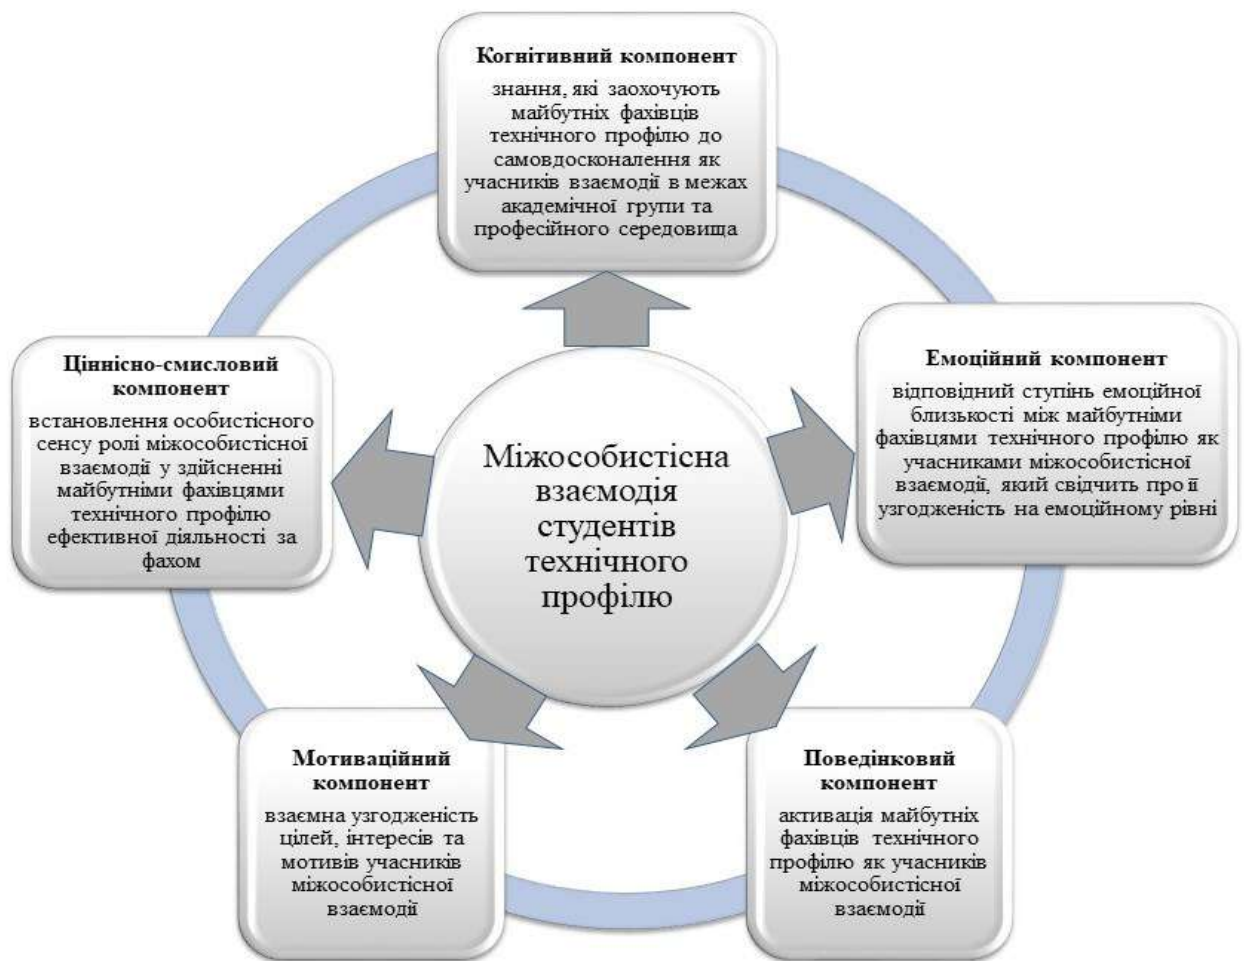 Когнітивний компонент
знання, які заохочують
майбутніх фахівців
технічного профілю до
самовдосконалення як
учасників взаємодії в межах
академічної групи та
професійного середовища
Ціннісно-смисловий
компонент
встановлення особистісного
сенсу ролі міжособистісної
взаємодії у здійсненні
майбутніми фахівцями
технічного профілю
ефективної діяльності за
фахом
Міжособистісна
взаємодія
студентів
технічного
профілю
Емоційний компонент
відповідний ступінь емоційної
близькості між майбутніми
фахівцями технічного профілю як
учасниками міжособистісної
взаємодії, який свідчить про її
узгодженість на емоційному рівні
Мотиваційний
компонент
взаємна узгодженість
цілей, інтересів та
мотивів учасників
міжособистісної
взаємодії
Поведінковий
компонент
активація майбутніх
фахівців технічного
профілю як учасників
міжособистісної
взаємодії